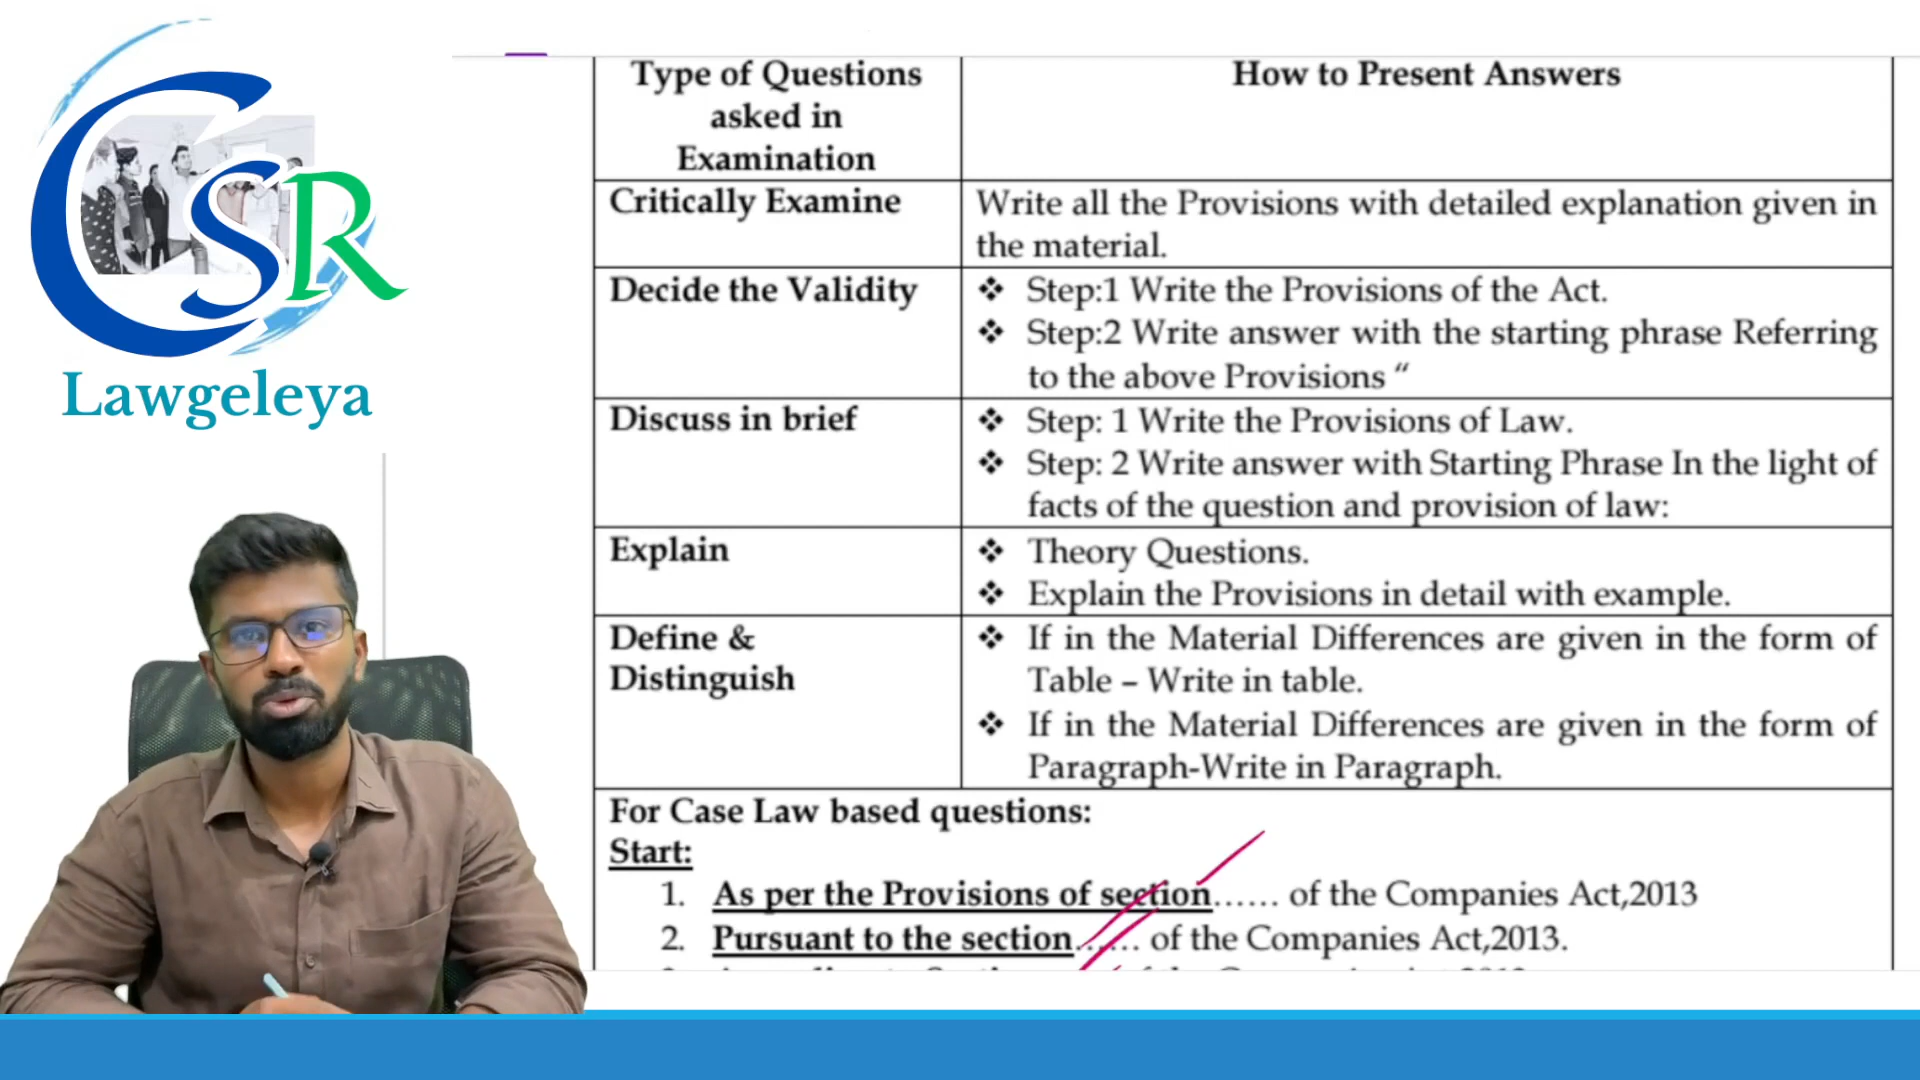 CSR
Lawgeleya
Type of Questions
asked in
Examination
How to Present Answers
Critically Examine
Write all the Provisions with detailed explanation given in
the material.
Decide the Validity
❖ Step:1 Write the Provisions of the Act.
❖ Step:2 Write answer with the starting phrase Referring
to the above Provisions “
Discuss in brief
❖ Step: 1 Write the Provisions of Law.
❖ Step: 2 Write answer with Starting Phrase In the light of
facts of the question and provision of law:
Explain
❖ Theory Questions.
❖ Explain the Provisions in detail with example.
Define &
Distinguish
❖ If in the Material Differences are given in the form of
Table – Write in table.
❖ If in the Material Differences are given in the form of
Paragraph-Write in Paragraph.
For Case Law based questions:
Start:
1. As per the Provisions of section...... of the Companies Act,2013
2. Pursuant to the section...... of the Companies Act,2013.